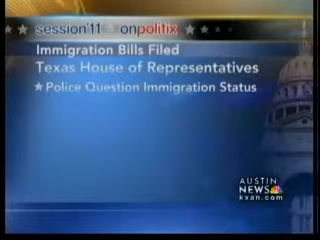 session'11 onpolitix
Immigration Bills Filed
Texas House of Representatives
Police Question Immigration Status
AUSTIN
NEWS
kxan.com